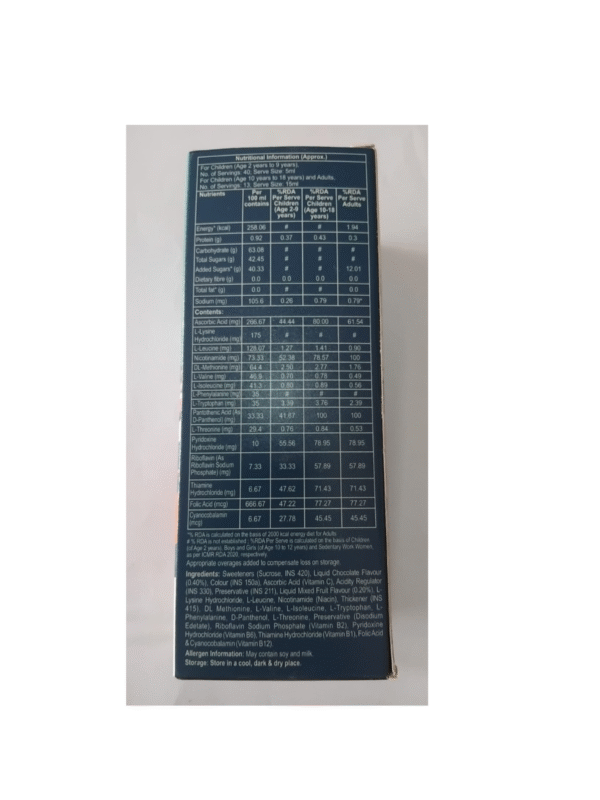 Nutritional Information (Approx.)
For Children (Age 2 years to 9 years).
No. of Servings: 40, Serve Size: 5ml
For Children (Age 10 years to 18 years) and Adults.
No. of Servings: 13; Serve Size: 15ml
Nutrients Per 100 ml contains %RDA Per Serve Children (Age 2-9 years) %RDA Per Serve Children (Age 10-18 years) %RDA Per Serve Adults
Energy* (kcal) 258.06 # # 1.94
Protein (g) 0.92 0.37 0.43 0.3
Carbohydrate (g) 63.08 # # #
Total Sugars (g) 42.45 # # #
Added Sugars* (g) 40.33 # # 12.01
Dietary fibre (g) 0.0 0.0 0.0 0.0
Total fat* (g) 0.0 # # 0.0
Sodium (mg) 105.6 0.26 0.79 0.79*
Contents:
Ascorbic Acid (mg) 266.67 44.44 80.00 61.54
L-Lysine
Hydrochloride (mg) 175 # # #
L-Leucine (mg) 126.67 1.27 1.41 0.90
Nicotinamide (mg) 73.33 52.38 78.57 100
DL-Methionine (mg) 64.4 2.50 2.77 1.76
L-Valine (mg) 46.9 0.70 0.78 0.49
L-Isoleucine (mg) 41.3 0.80 0.89 0.56
L-Phenylalanine (mg) 35 # # #
L-Tryptophan (mg) 35 3.39 3.76 2.39
Pantothenic Acid (As
D-Panthenol) (mg) 33.33 41.67 100 100
L-Threonine (mg) 29.4 0.76 0.84 0.53
Pyridoxine
Hydrochloride (mg) 10 55.56 78.95 78.95
Riboflavin (As
Riboflavin Sodium
Phosphate) (mg) 7.33 33.33 57.89 57.89
Thiamine
Hydrochloride (mg) 6.67 47.62 71.43 71.43
Folic Acid (mcg) 666.67 47.22 77.27 77.27
Cyanocobalamin
(mcg) 6.67 27.78 45.45 45.45
*% RDA is calculated on the basis of 2000 kcal energy diet for Adults
# % RDA is not established ; %RDA Per Serve is calculated on the basis of Children
(of Age 2 years), Boys and Girls (of Age 10 to 12 years) and Sedentary Work Women
as per ICMR RDA 2020, respectively
Appropriate overages added to compensate loss on storage.
Ingredients: Sweeteners (Sucrose, INS 420), Liquid Chocolate Flavour
(0.40%), Colour (INS 150a), Ascorbic Acid (Vitamin C), Acidity Regulator
(INS 330), Preservative (INS 211), Liquid Mixed Fruit Flavour (0.20%), L-
Lysine Hydrochloride, L-Leucine, Nicotinamide (Niacin), Thickener (INS
415), DL Methionine, L-Valine, L-Isoleucine, L-Tryptophan, L-
Phenylalanine, D-Panthenol, L-Threonine, Preservative (Disodium
Edetate), Riboflavin Sodium Phosphate (Vitamin B2), Pyridoxine
Hydrochloride (Vitamin B6), Thiamine Hydrochloride (Vitamin B1), Folic Acid
& Cyanocobalamin (Vitamin B12).
Allergen Information: May contain soy and milk.
Storage: Store in a cool, dark & dry place.